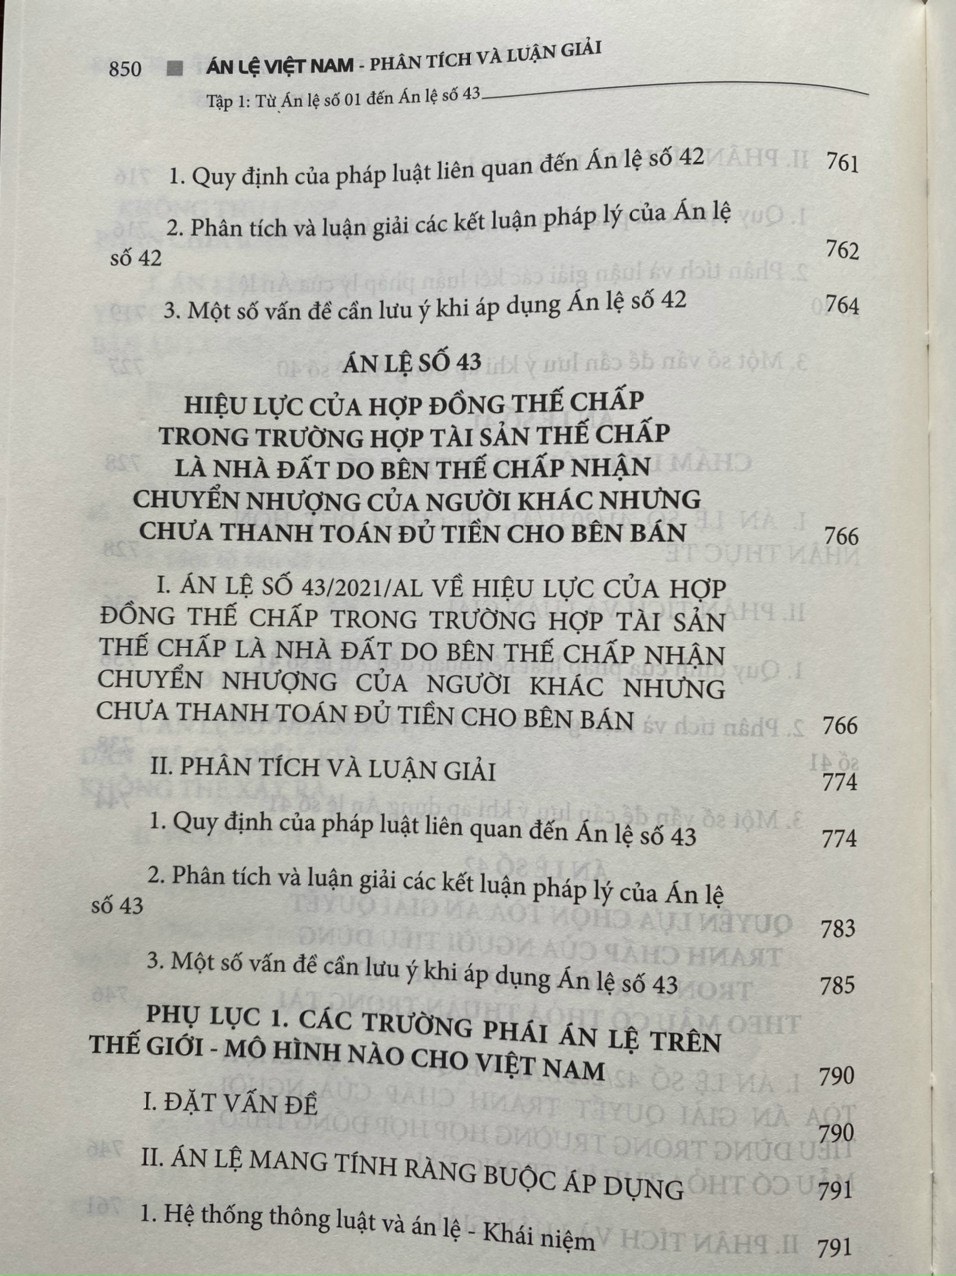 850 ■ ÁN LỆ VIỆT NAM - PHÂN TÍCH VÀ LUẬN GIẢI
Tập 1: Từ Án lệ số 01 đến Án lệ số 43
1. Quy định của pháp luật liên quan đến Án lệ số 42 761
2. Phân tích và luận giải các kết luận pháp lý của Án lệ
số 42 762
3. Một số vấn đề cần lưu ý khi áp dụng Án lệ số 42 764
ÁN LỆ SỐ 43
HIỆU LỰC CỦA HỢP ĐỒNG THẾ CHẤP
TRONG TRƯỜNG HỢP TÀI SẢN THẾ CHẤP
LÀ NHÀ ĐẤT DO BÊN THẾ CHẤP NHẬN
CHUYỂN NHƯỢNG CỦA NGƯỜI KHÁC NHƯNG
CHƯA THANH TOÁN ĐỦ TIỀN CHO BÊN BÁN 766
I. ÁN LỆ SỐ 43/2021/AL VỀ HIỆU LỰC CỦA HỢP
ĐỒNG THẾ CHẤP TRONG TRƯỜNG HỢP TÀI SẢN
THẾ CHẤP LÀ NHÀ ĐẤT DO BÊN THẾ CHẤP NHẬN
CHUYỂN NHƯỢNG CỦA NGƯỜI KHÁC NHƯNG
CHƯA THANH TOÁN ĐỦ TIỀN CHO BÊN BÁN 766
II. PHÂN TÍCH VÀ LUẬN GIẢI 774
1. Quy định của pháp luật liên quan đến Án lệ số 43 774
2. Phân tích và luận giải các kết luận pháp lý của Án lệ
số 43 783
3. Một số vấn đề cần lưu ý khi áp dụng Án lệ số 43 785
PHỤ LỤC 1. CÁC TRƯỜNG PHÁI ÁN LỆ TRÊN
THẾ GIỚI - MÔ HÌNH NÀO CHO VIỆT NAM 790
I. ĐẶT VẤN ĐỀ 790
II. ÁN LỆ MANG TÍNH RÀNG BUỘC ÁP DỤNG 791
1. Hệ thống thông luật và án lệ - Khái niệm 791